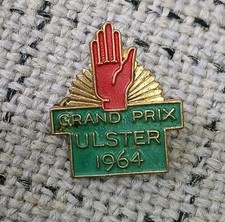 GRAND PRIX
ULSTER
1964